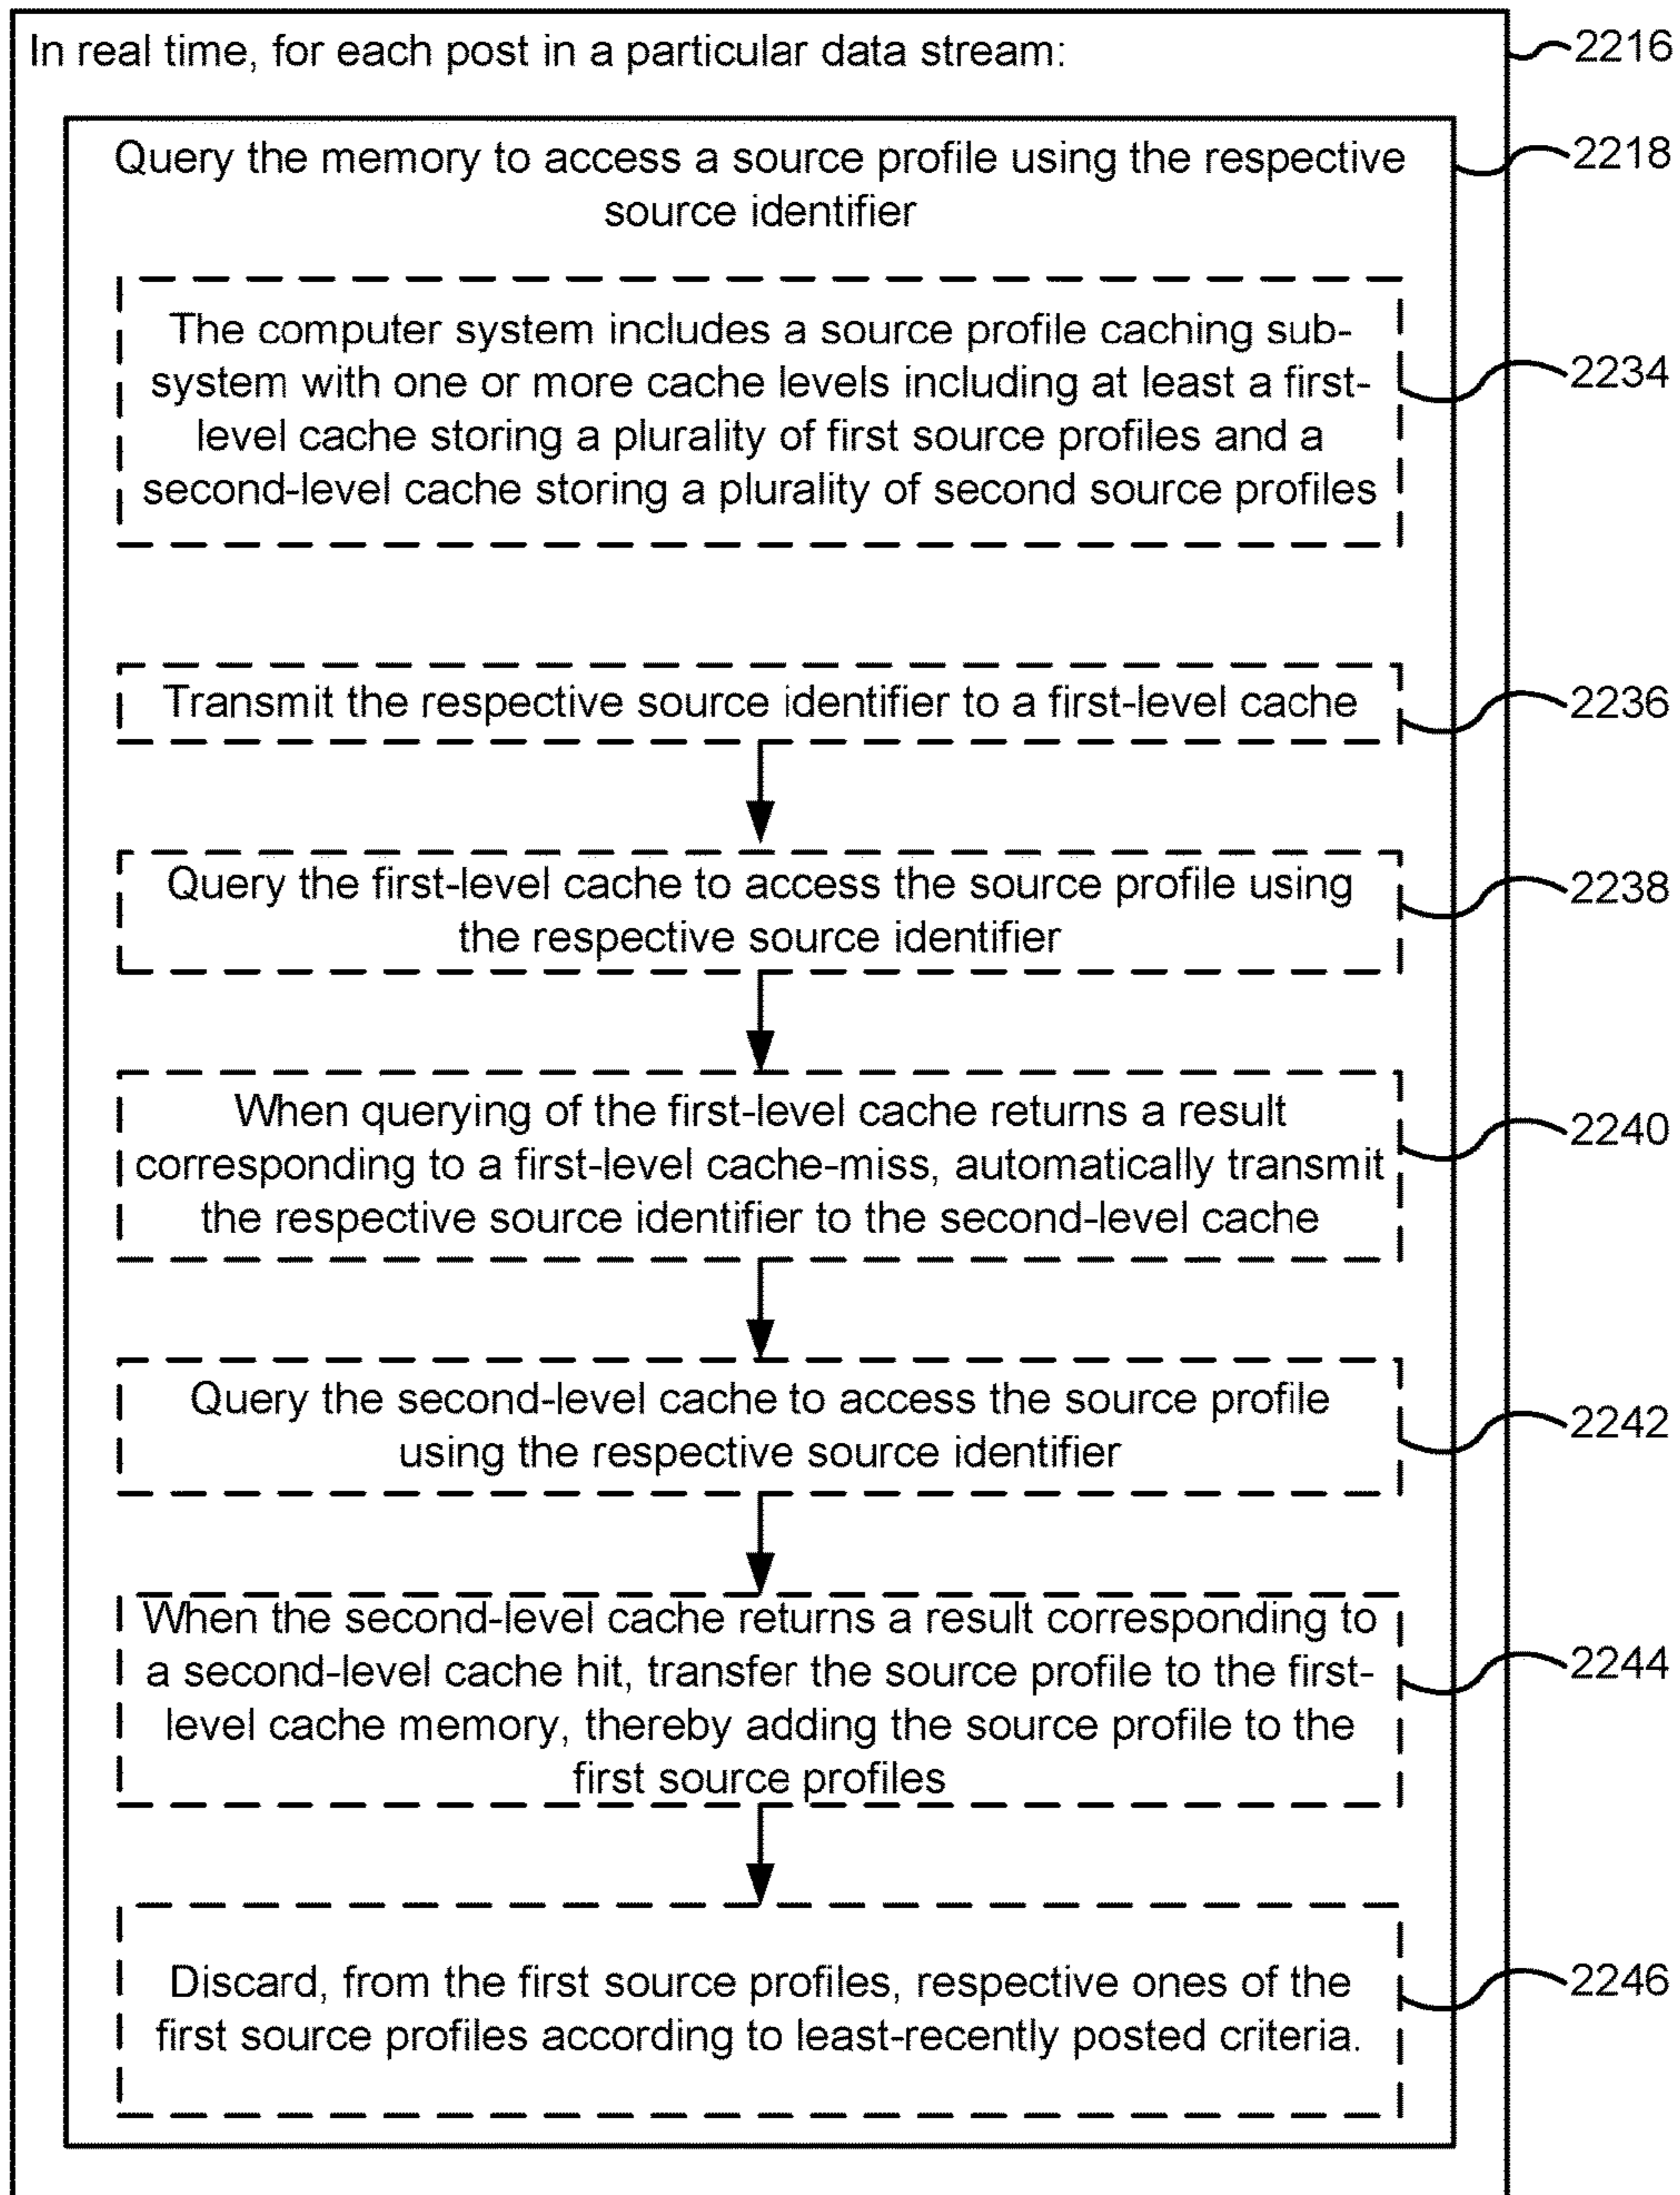 In real time, for each post in a particular data stream:
2216
Query the memory to access a source profile using the respective
source identifier
2218
The computer system includes a source profile caching sub-
system with one or more cache levels including at least a first-
level cache storing a plurality of first source profiles and a
second-level cache storing a plurality of second source profiles
2234
Transmit the respective source identifier to a first-level cache
2236
Query the first-level cache to access the source profile using
the respective source identifier
2238
When querying of the first-level cache returns a result
corresponding to a first-level cache-miss, automatically transmit
the respective source identifier to the second-level cache
2240
Query the second-level cache to access the source profile
using the respective source identifier
2242
When the second-level cache returns a result corresponding to
a second-level cache hit, transfer the source profile to the first-
level cache memory, thereby adding the source profile to the
first source profiles
2244
Discard, from the first source profiles, respective ones of the
first source profiles according to least-recently posted criteria.
2246